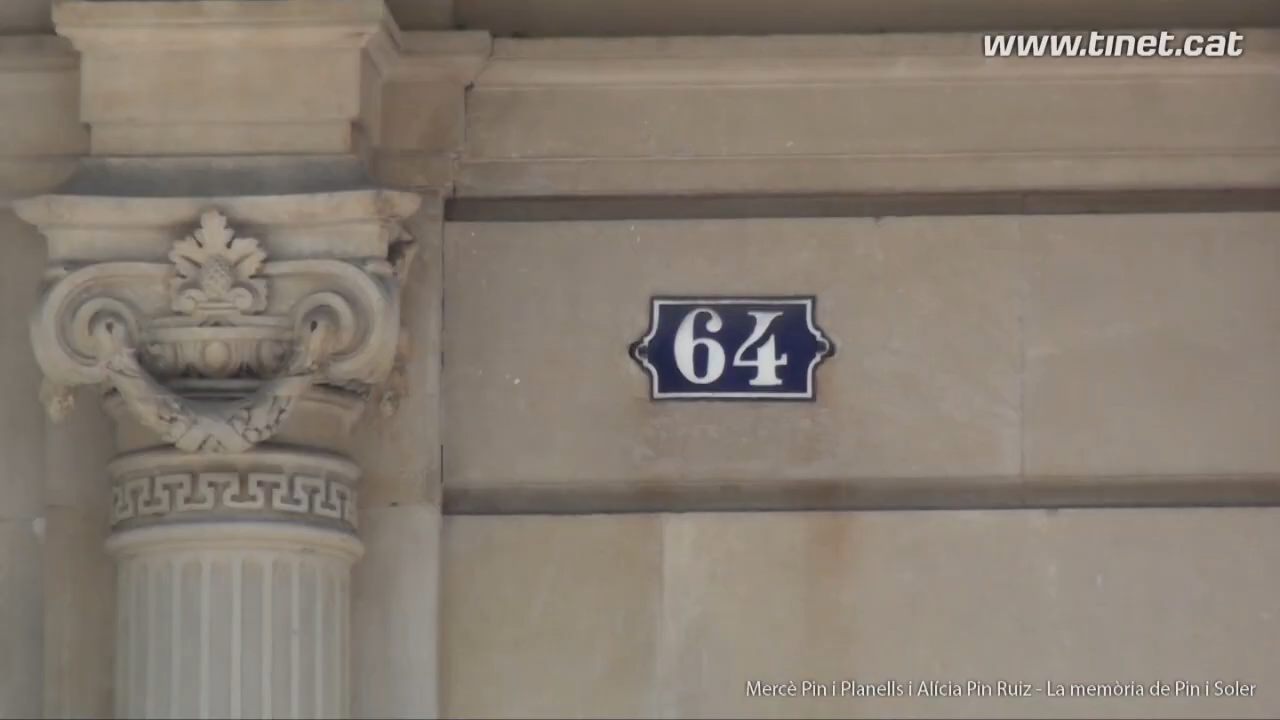 www.tinet.cat
64
Mercè Pin i Planells i Alícia Pin Ruiz - La memòria de Pin i Soler